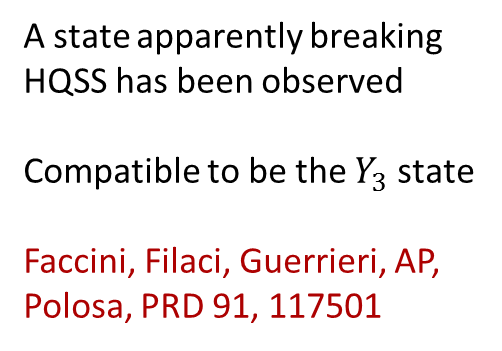 A state apparently breaking
HQSS has been observed
Compatible to be the Y₃ state
Faccini, Filaci, Guerrieri, AP,
Polosa, PRD 91, 117501